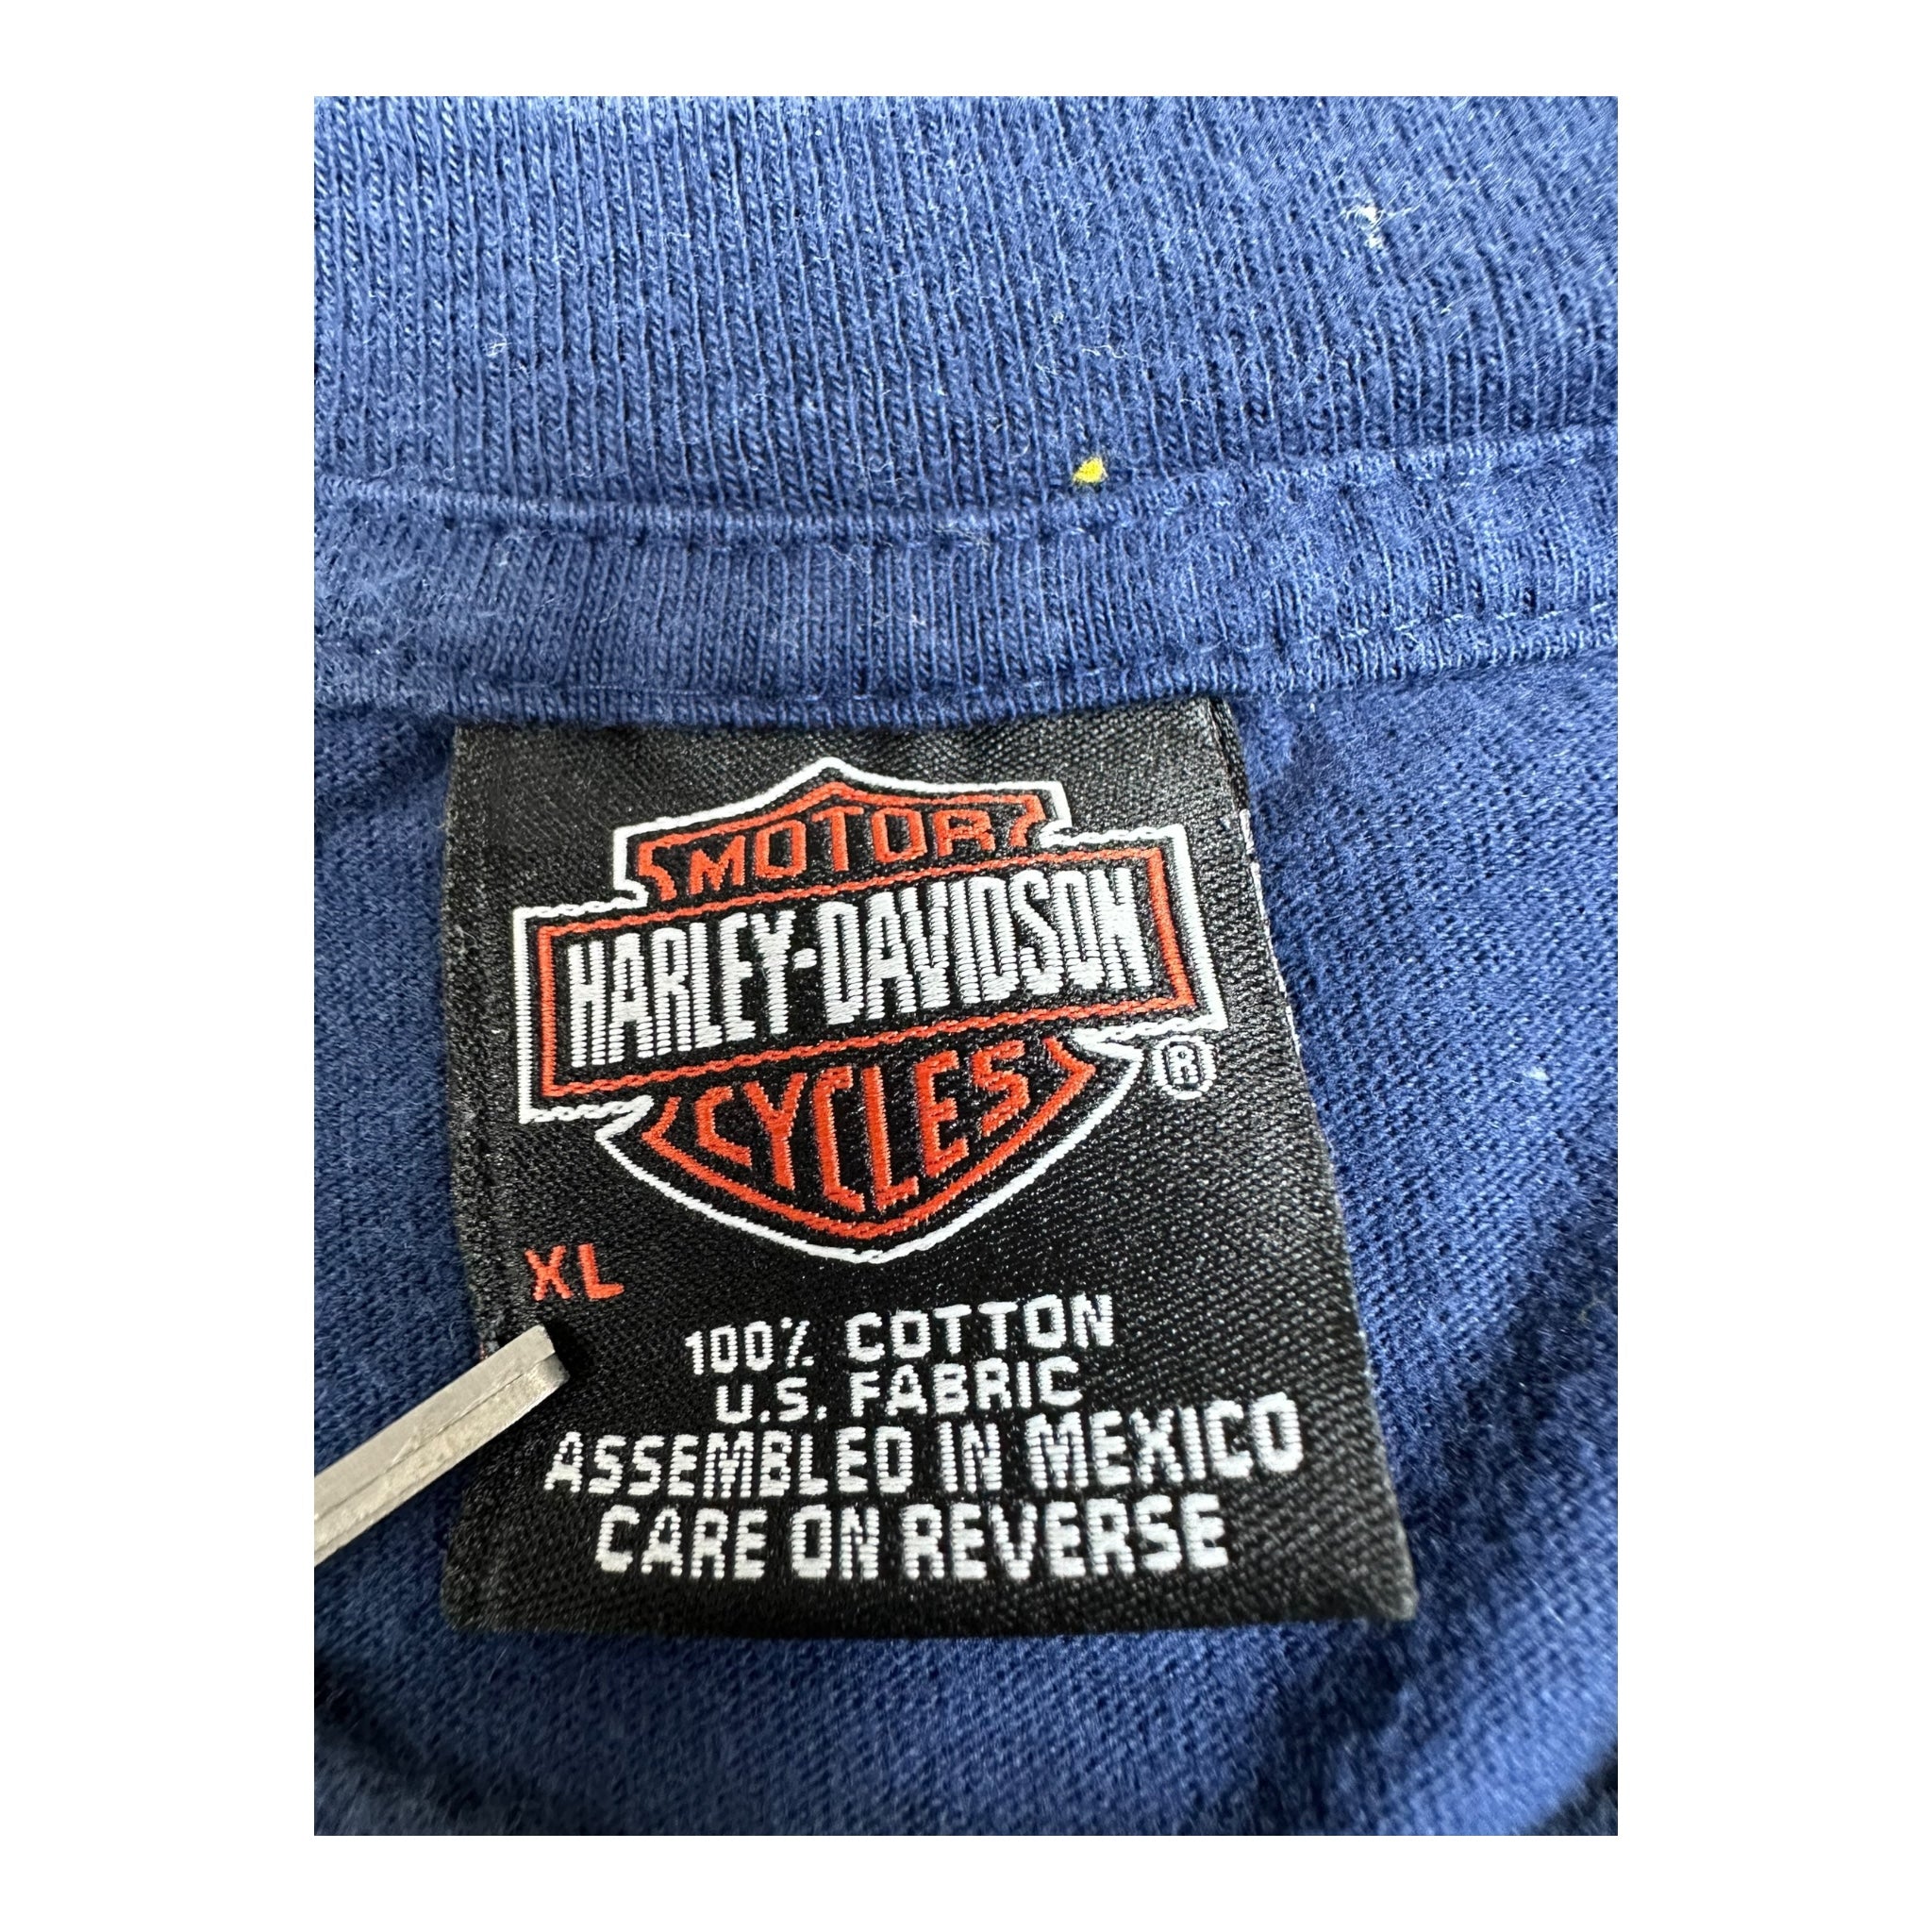 MOTOR
HARLEY-DAVIDSON
CYCLES
®
XL
100% COTTON
U.S. FABRIC
ASSEMBLED IN MEXICO
CARE ON REVERSE